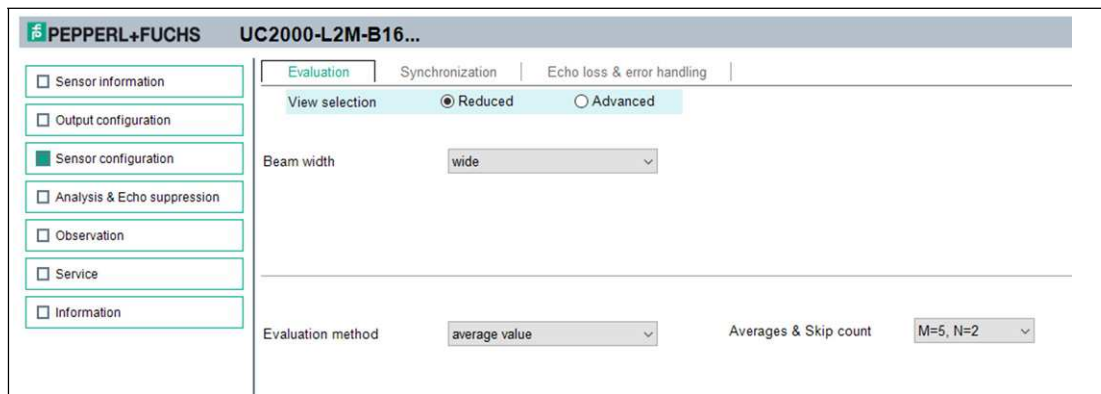 PEPPERL+FUCHS UC2000-L2M-B16...
Sensor information
Output configuration
Sensor configuration
Analysis & Echo suppression
Observation
Service
Information
Evaluation Synchronization Echo loss & error handling
View selection Reduced Advanced
Beam width wide
Evaluation method average value Averages & Skip count M=5, N=2